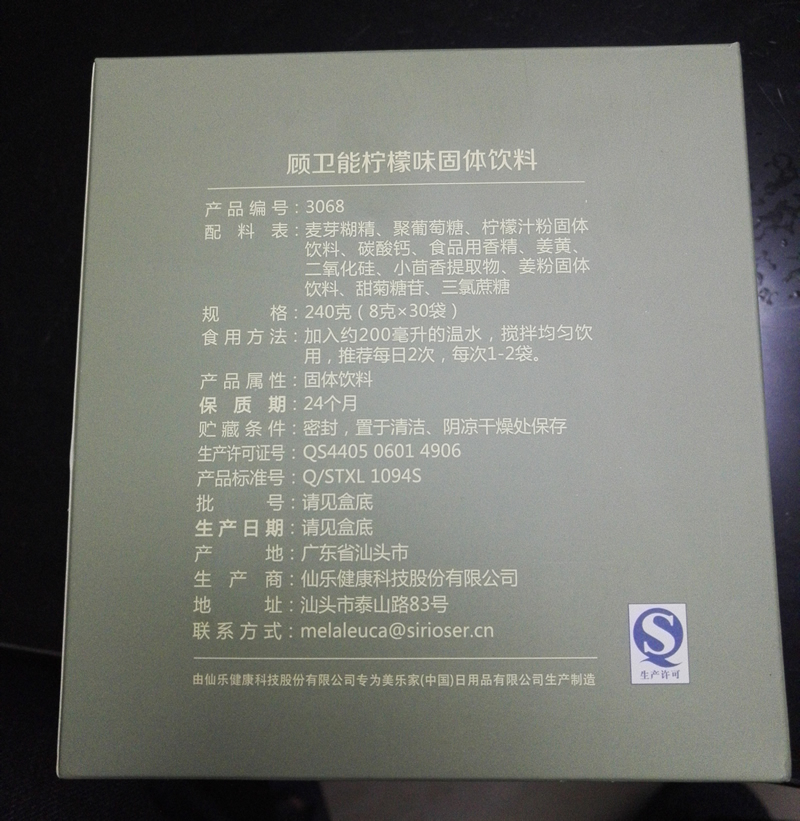 顾卫能柠檬味固体饮料
产品编号：3068
配料表：麦芽糊精、聚葡萄糖、柠檬汁粉固体
饮料、碳酸钙、食品用香精、姜黄、
二氧化硅、小茴香提取物、姜粉固体
饮料、甜菊糖苷、三氯蔗糖
规格：240克（8克×30袋）
食用方法：加入约200毫升的温水，搅拌均匀饮
用，推荐每日2次，每次1-2袋。
产品属性：固体饮料
保质期：24个月
贮藏条件：密封，置于清洁、阴凉干燥处保存
生产许可证号：QS4405 0601 4906
产品标准号：Q/STXL 1094S
批号：请见盒底
生产日期：请见盒底
产地：广东省汕头市
生产商：仙乐健康科技股份有限公司
地址：汕头市泰山路83号
联系方式：melaleuca@sirioser.cn
由仙乐健康科技股份有限公司专为美乐家(中国)日用品有限公司生产制造
生产许可